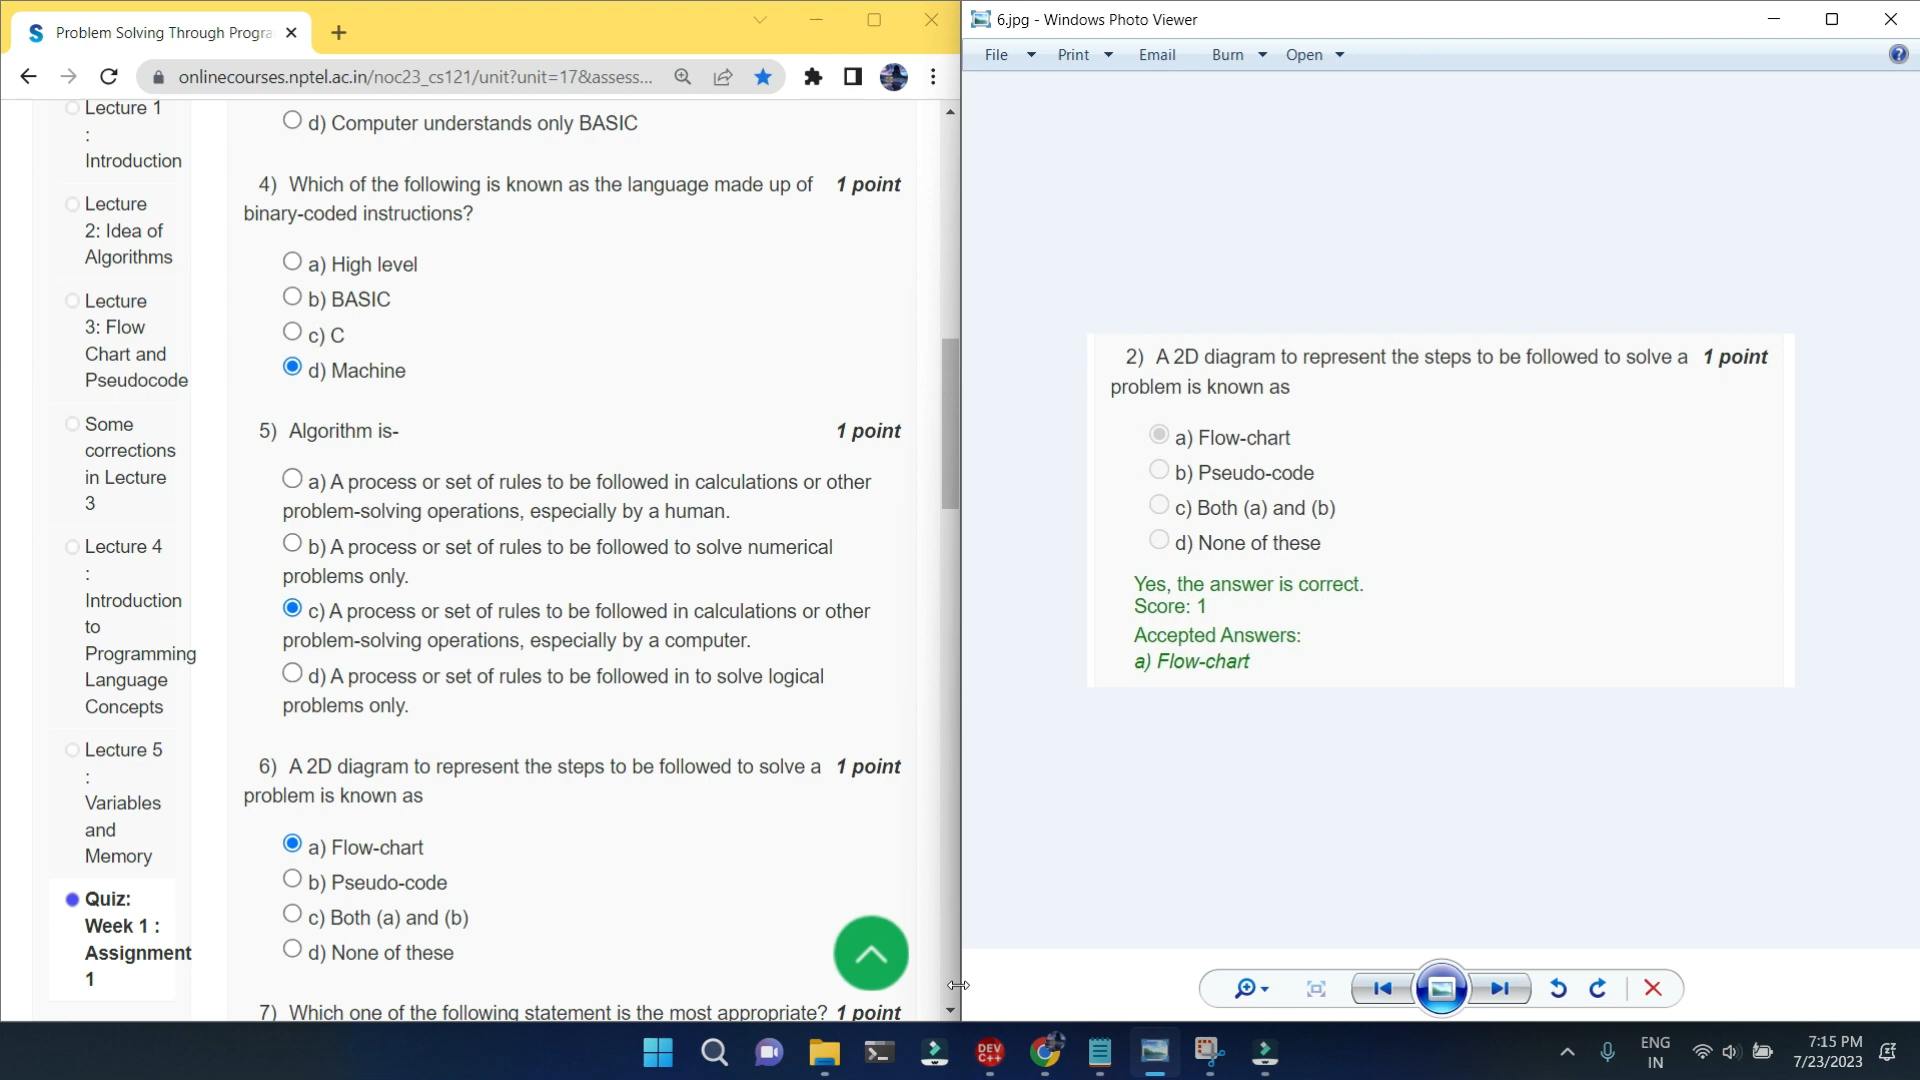 Problem Solving Through Progra
6.jpg - Windows Photo Viewer
onlinecourses.nptel.ac.in/noc23_cs121/unit?unit=17&assess...
File Print Email Burn Open
Lecture 1
:
Introduction
Lecture
2: Idea of
Algorithms
Lecture
3: Flow
Chart and
Pseudocode
Some
corrections
in Lecture
3
Lecture 4
:
Introduction
to
Programming
Language
Concepts
Lecture 5
:
Variables
and
Memory
Quiz:
Week 1 :
Assignment
1
d) Computer understands only BASIC
4) Which of the following is known as the language made up of 1 point
binary-coded instructions?
a) High level
b) BASIC
c) C
d) Machine
5) Algorithm is- 1 point
a) A process or set of rules to be followed in calculations or other
problem-solving operations, especially by a human.
b) A process or set of rules to be followed to solve numerical
problems only.
c) A process or set of rules to be followed in calculations or other
problem-solving operations, especially by a computer.
d) A process or set of rules to be followed in to solve logical
problems only.
6) A 2D diagram to represent the steps to be followed to solve a 1 point
problem is known as
a) Flow-chart
b) Pseudo-code
c) Both (a) and (b)
d) None of these
7) Which one of the following statement is the most appropriate? 1 point
2) A 2D diagram to represent the steps to be followed to solve a 1 point
problem is known as
a) Flow-chart
b) Pseudo-code
c) Both (a) and (b)
d) None of these
Yes, the answer is correct.
Score: 1
Accepted Answers:
a) Flow-chart
DEV
C++
ENG
IN
7:15 PM
7/23/2023